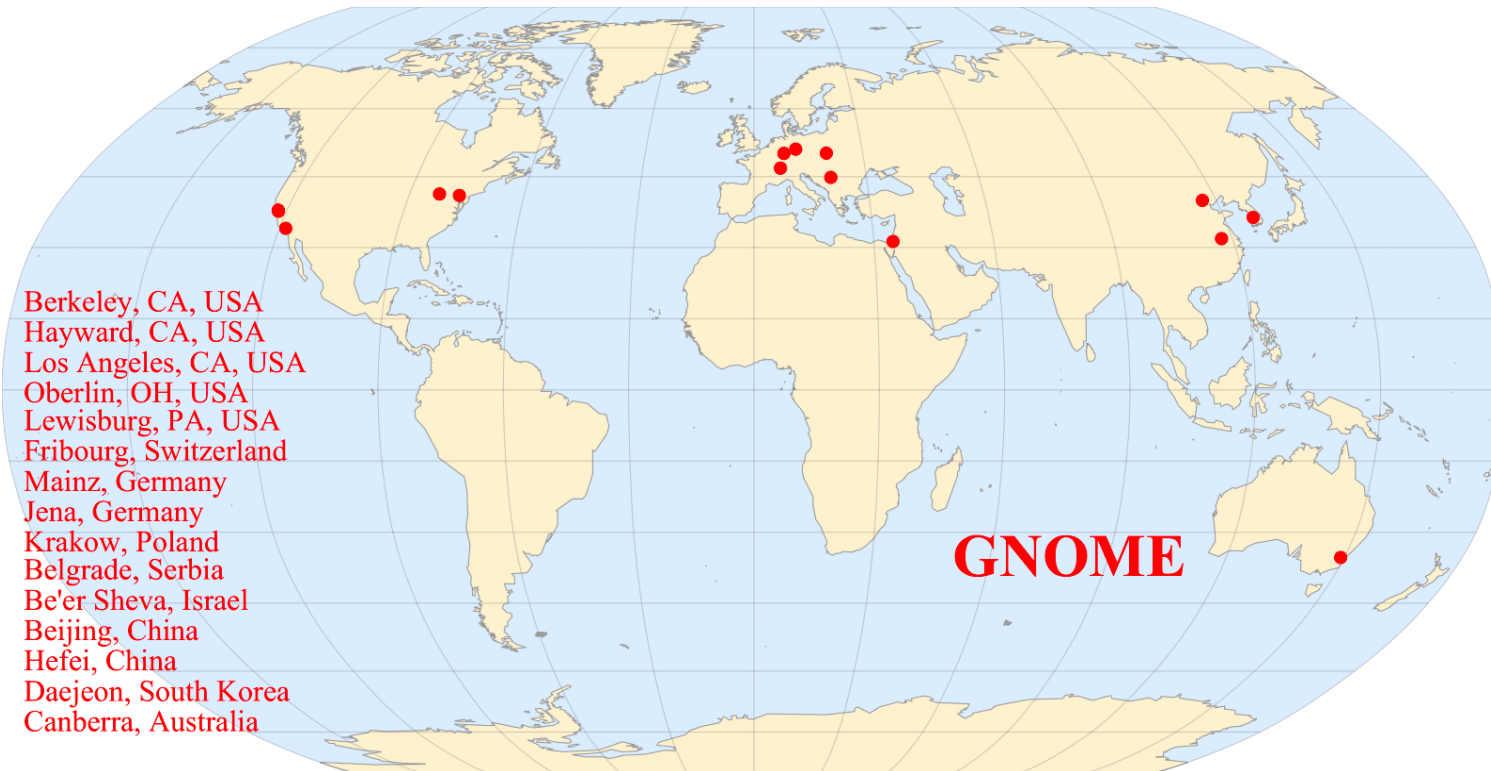 Berkeley, CA, USA
Hayward, CA, USA
Los Angeles, CA, USA
Oberlin, OH, USA
Lewisburg, PA, USA
Fribourg, Switzerland
Mainz, Germany
Jena, Germany
Krakow, Poland
Belgrade, Serbia
Be'er Sheva, Israel
Beijing, China
Hefei, China
Daejeon, South Korea
Canberra, Australia
GNOME